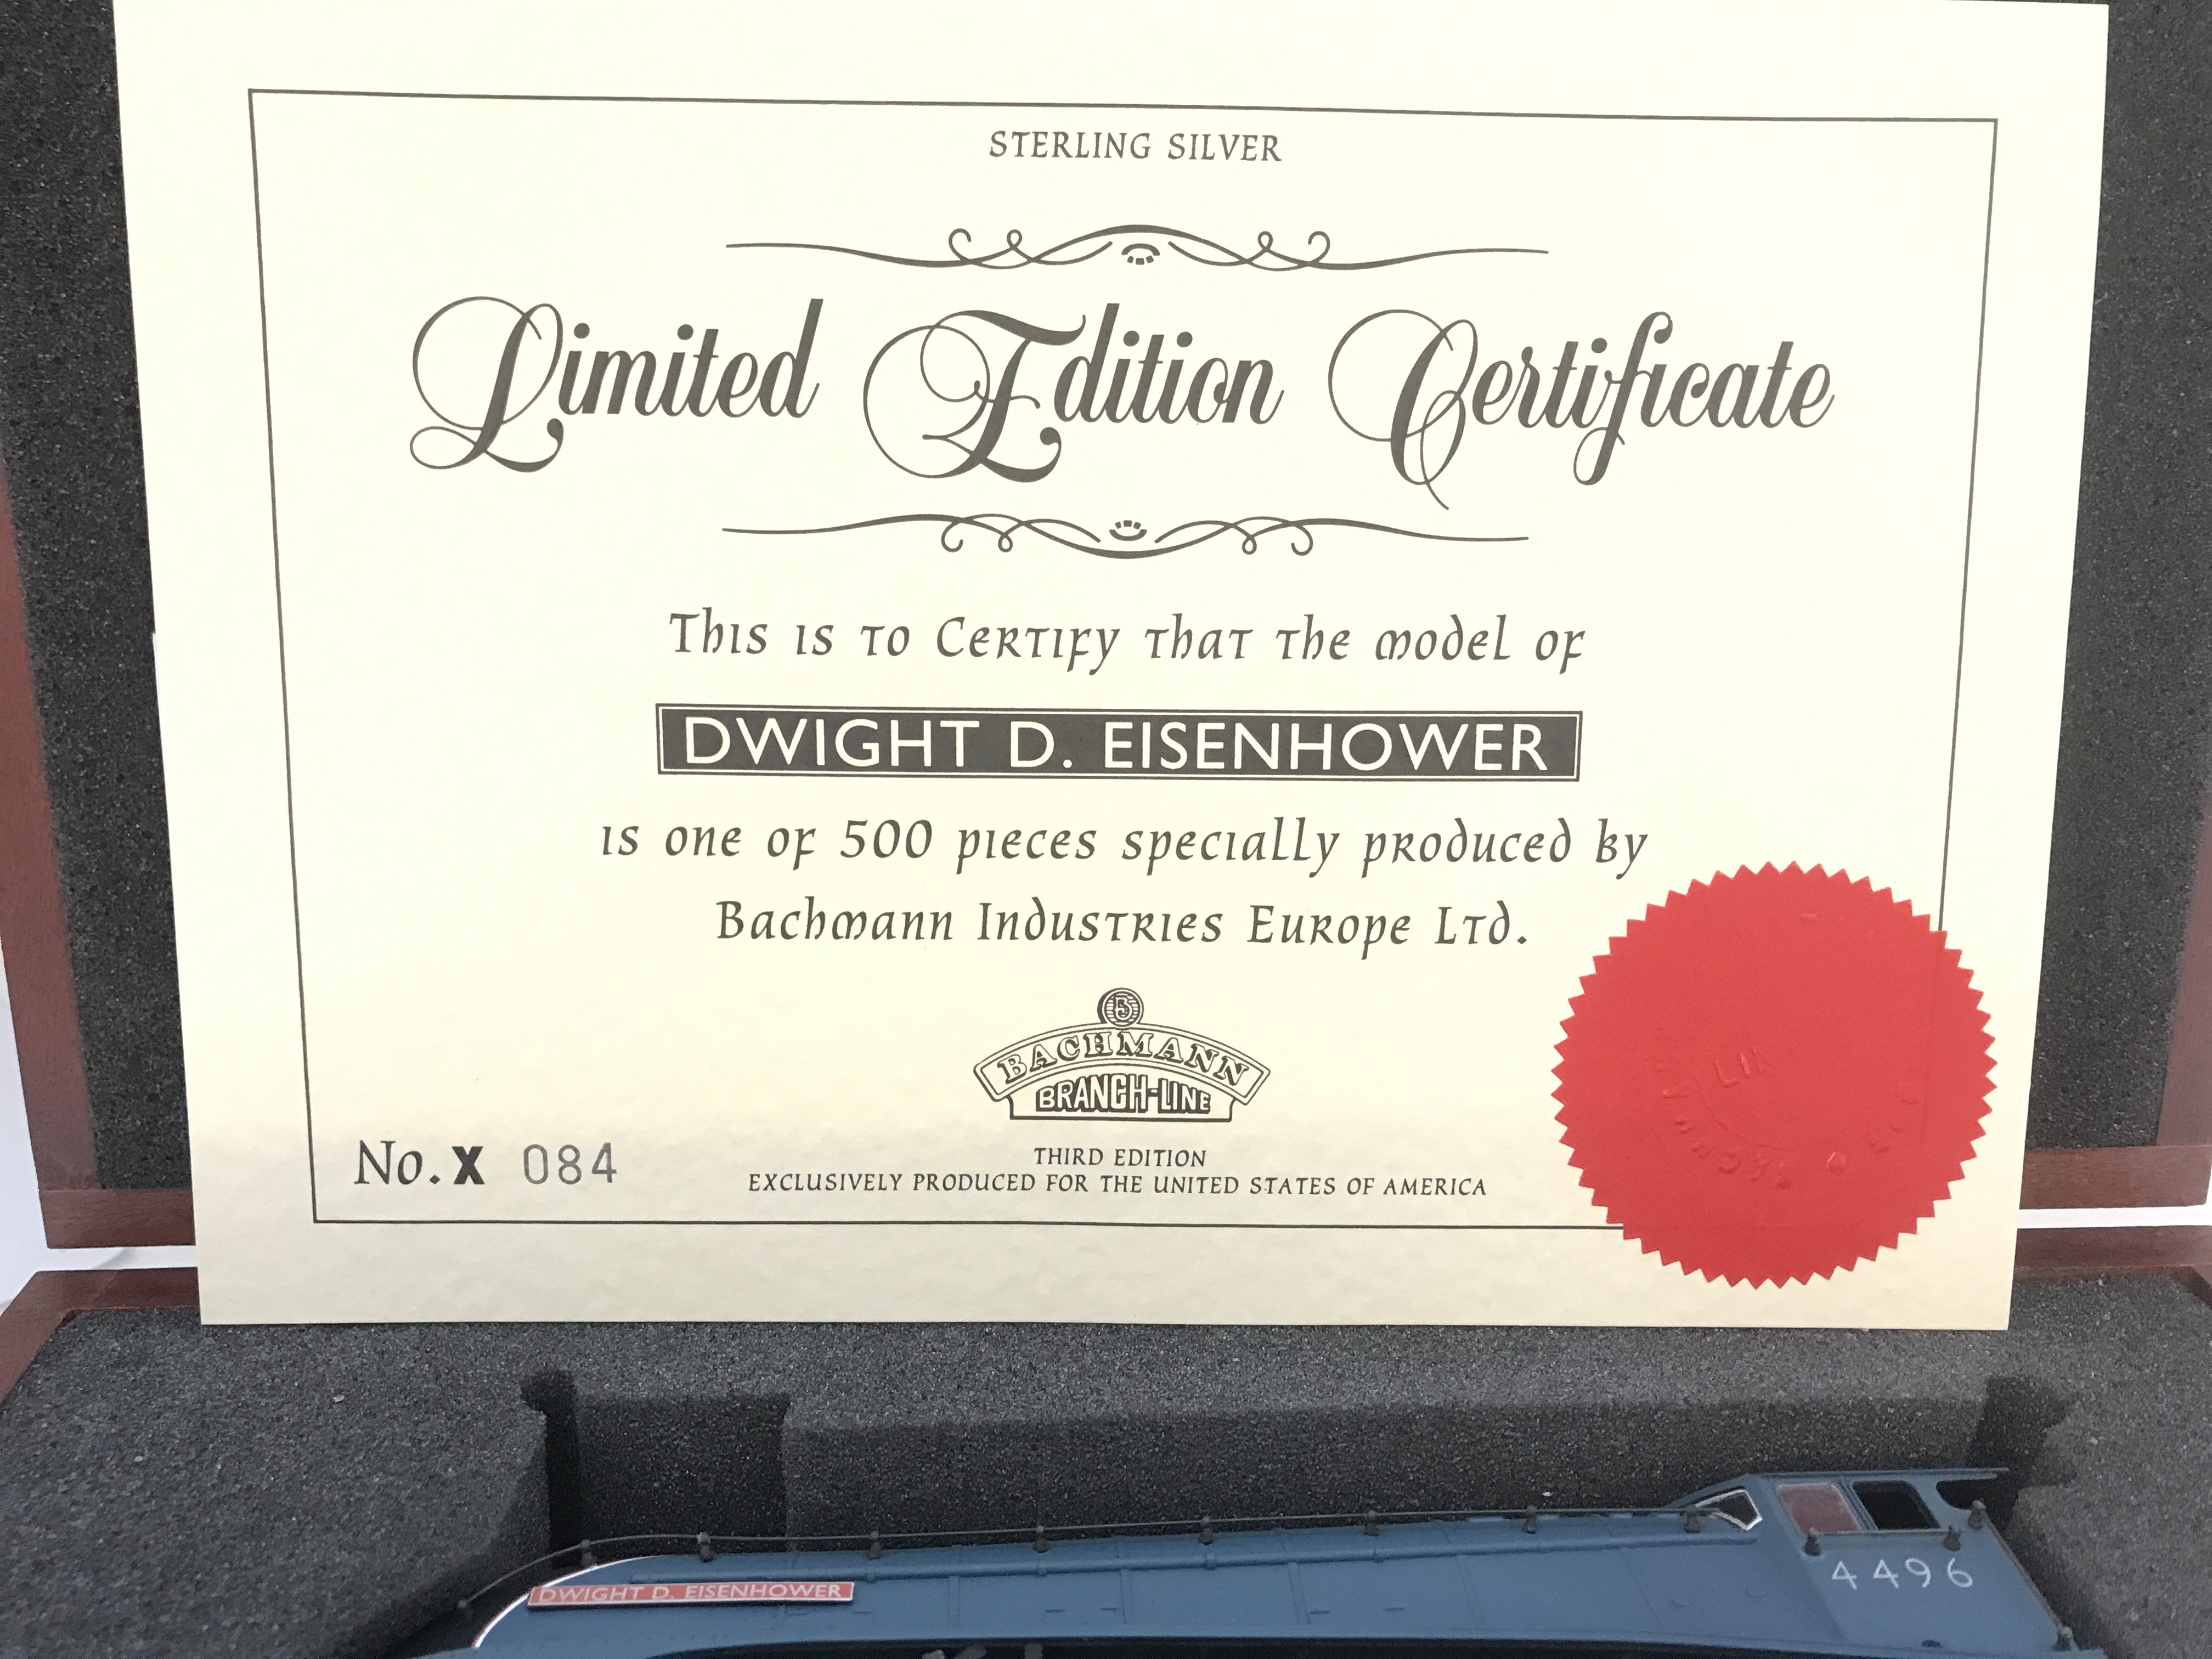 STERLING SILVER
Limited Edition Certificate
This is to Certify that the model of
DWIGHT D. EISENHOWER
is one of 500 pieces specially produced by
Bachmann Industries Europe Ltd.
B
BACHMANN
BRANCH-LINE
No. X 084
THIRD EDITION
EXCLUSIVELY PRODUCED FOR THE UNITED STATES OF AMERICA
DWIGHT D. EISENHOWER
4496